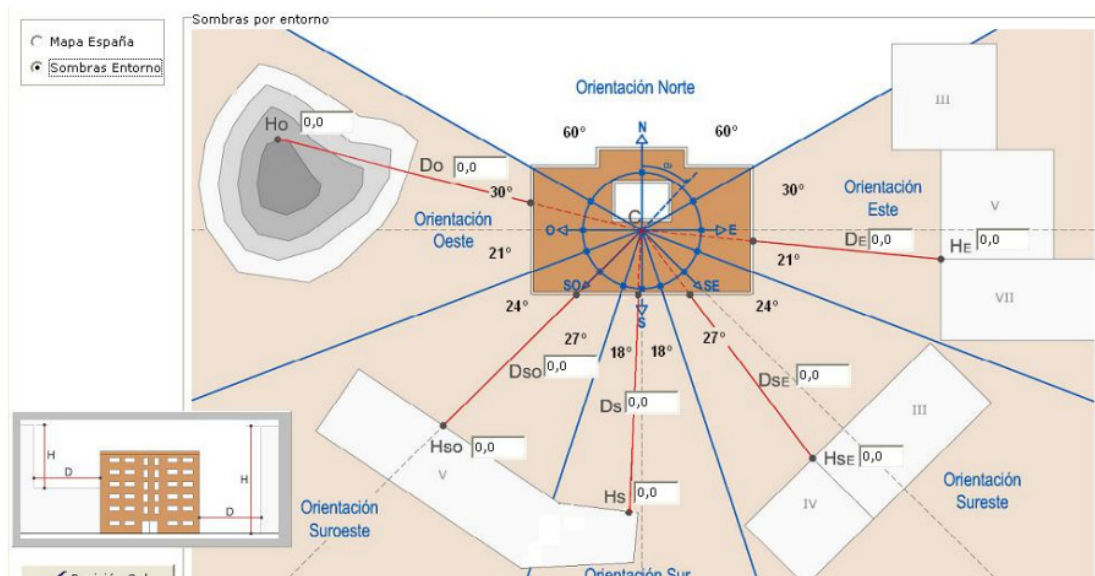 Sombras por entorno
Mapa España
Sombras Entorno
Orientación Norte
60°
N
60°
III
Ho 0,0
Do 0,0
30°
30°
Orientación
Este
V
C
O
E
Orientación
Oeste
DE 0,0
HE 0,0
21°
21°
VII
SO
SE
S
24°
24°
27°
18°
18°
27°
Dso 0,0
Ds 0,0
DSE 0,0
III
Hso 0,0
V
HSE 0,0
Hs 0,0
IV
H
D
H
D
Orientación
Suroeste
Orientación
Sureste
Orientación Sur